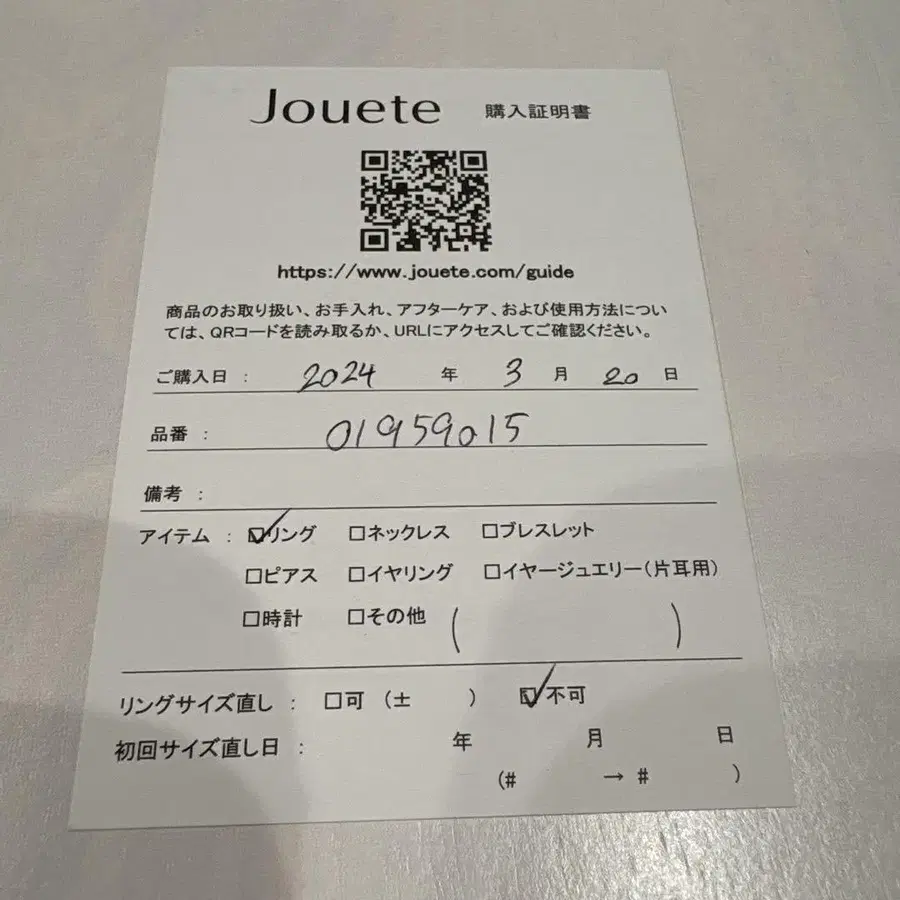 Jouete 購入証明書
https://www.jouete.com/guide
商品のお取り扱い、お手入れ、アフターケア、および使用方法につい
ては、QRコードを読み取るか、URLにアクセスしてご確認ください。
ご購入日 : 2024 年 3 月 20 日
品番 : 01959015
備考 :
アイテム : ☑リング □ネックレス □ブレスレット
□ピアス □イヤリング □イヤージュエリー(片耳用)
□時計 □その他 ( )
リングサイズ直し : □可 (± ) ☑不可
初回サイズ直し日 : 年 月 日
(# → # )